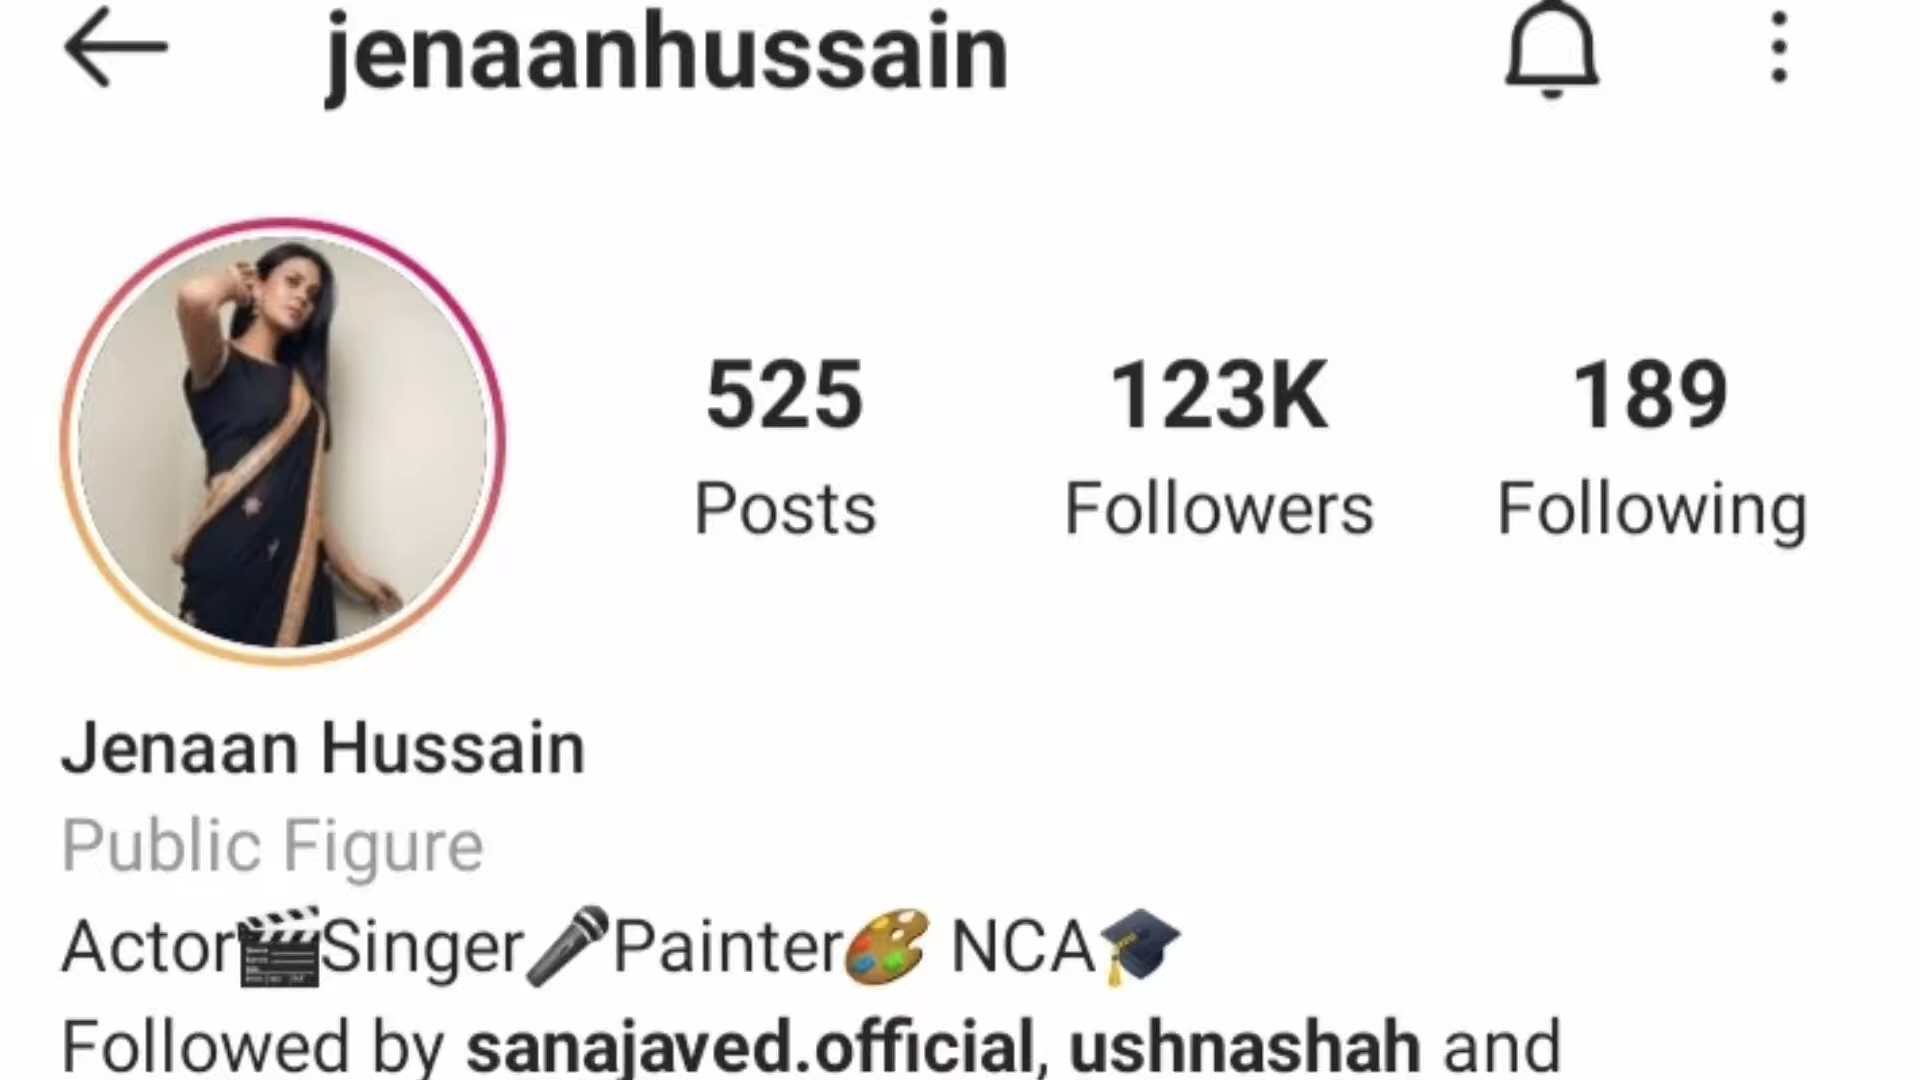 jenaanhussain
525 123K 189
Posts Followers Following
Jenaan Hussain
Public Figure
Actor🎬Singer🎤Painter🎨 NCA🎓
Followed by sanajaved.official, ushnashah and